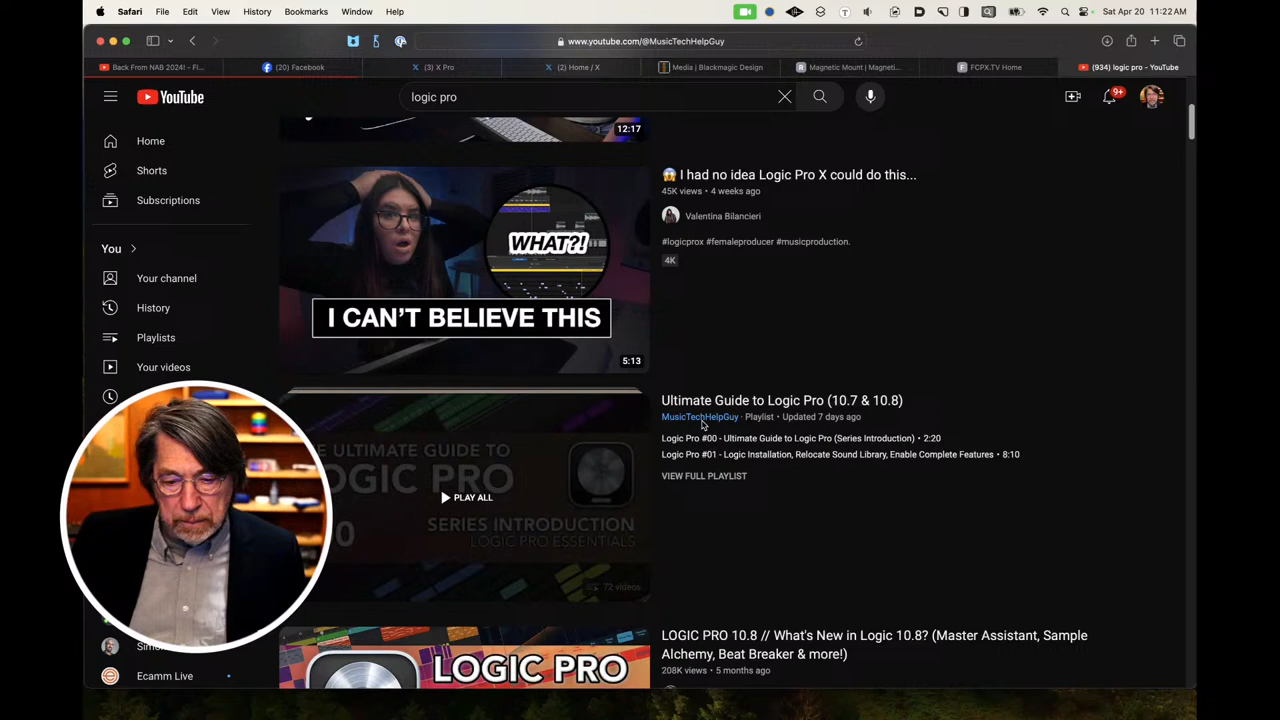 Safari File Edit View History Bookmarks Window Help Sat Apr 20 11:22 AM
www.youtube.com/@MusicTechHelpGuy
Back From NAB 2024! - Fi... (20) Facebook (3) X Pro (2) Home / X Media | Blackmagic Design Magnetic Mount | Magneti... FCPX.TV Home (934) logic pro - YouTube
YouTube logic pro 9+
12:17
Home
Shorts
Subscriptions
You
Your channel
History
Playlists
Your videos
Ecamm Live
WHAT?!
I CAN'T BELIEVE THIS
5:13
😱 I had no idea Logic Pro X could do this...
45K views • 4 weeks ago
Valentina Bilancieri
#logicprox #femaleproducer #musicproduction.
4K
ULTIMATE GUIDE TO
LOGIC PRO
PLAY ALL
SERIES INTRODUCTION
LOGIC PRO ESSENTIALS
72 videos
Ultimate Guide to Logic Pro (10.7 & 10.8)
MusicTechHelpGuy · Playlist • Updated 7 days ago
Logic Pro #00 - Ultimate Guide to Logic Pro (Series Introduction) • 2:20
Logic Pro #01 - Logic Installation, Relocate Sound Library, Enable Complete Features • 8:10
VIEW FULL PLAYLIST
LOGIC PRO
LOGIC PRO 10.8 // What's New in Logic 10.8? (Master Assistant, Sample
Alchemy, Beat Breaker & more!)
208K views • 5 months ago